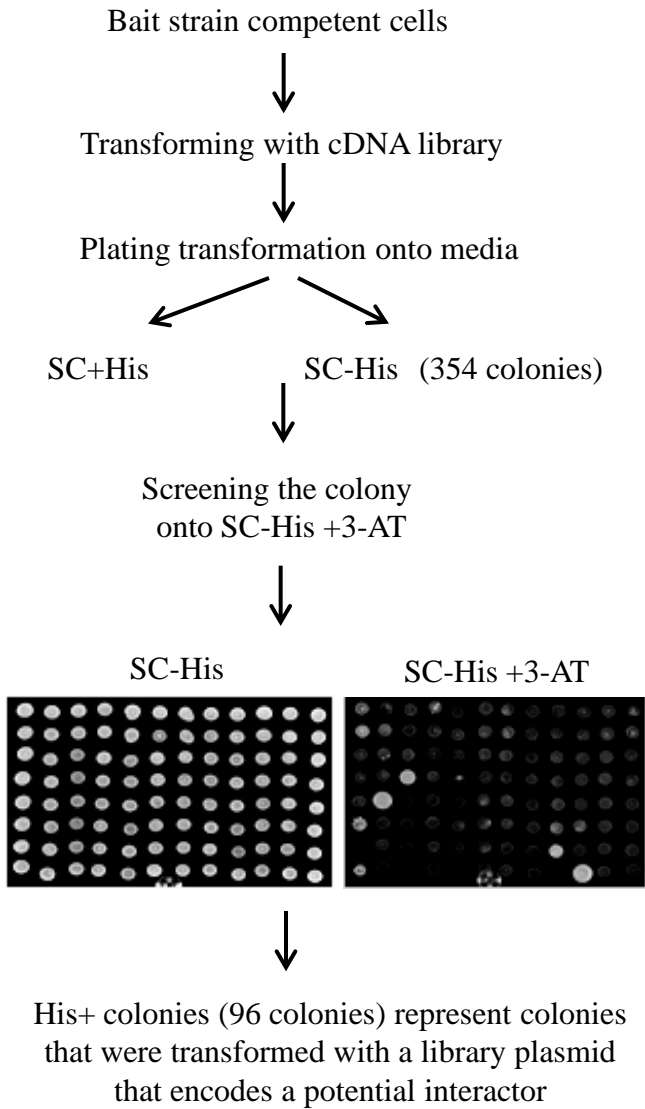 Bait strain competent cells
Transforming with cDNA library
Plating transformation onto media
SC+His
SC-His (354 colonies)
Screening the colony
onto SC-His +3-AT
SC-His
SC-His +3-AT
His+ colonies (96 colonies) represent colonies
that were transformed with a library plasmid
that encodes a potential interactor